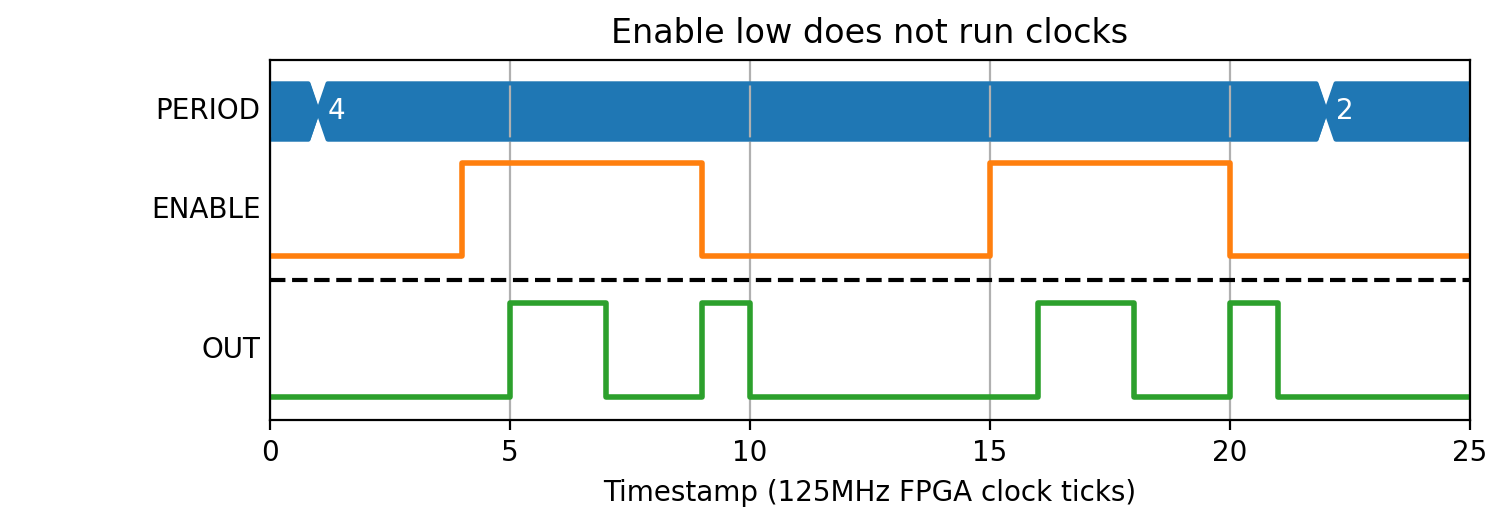 Enable low does not run clocks
PERIOD
4
2
ENABLE
OUT
0 5 10 15 20 25
Timestamp (125MHz FPGA clock ticks)